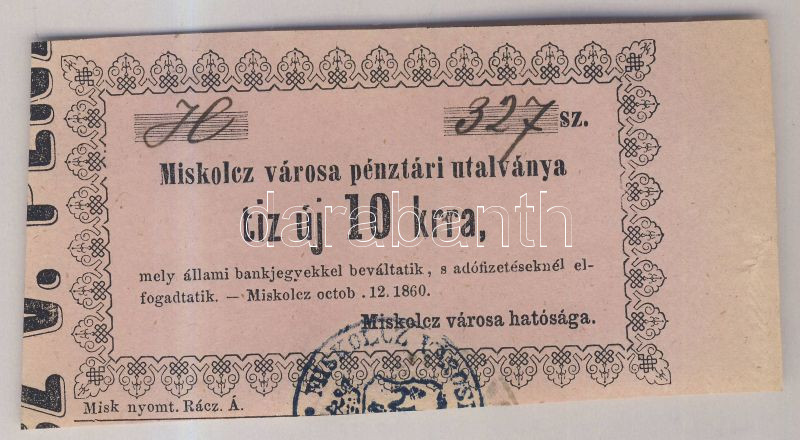 H 327 sz.
Miskolcz városa pénztári utalványa
tiz új 10 krra,
mely állami bankjegyekkel beváltatik, s adófizetéseknél el-
fogadtatik. — Miskolcz octob. 12. 1860.
Miskolcz városa hatósága.
Misk nyomt. Rácz. Á.
darabanth